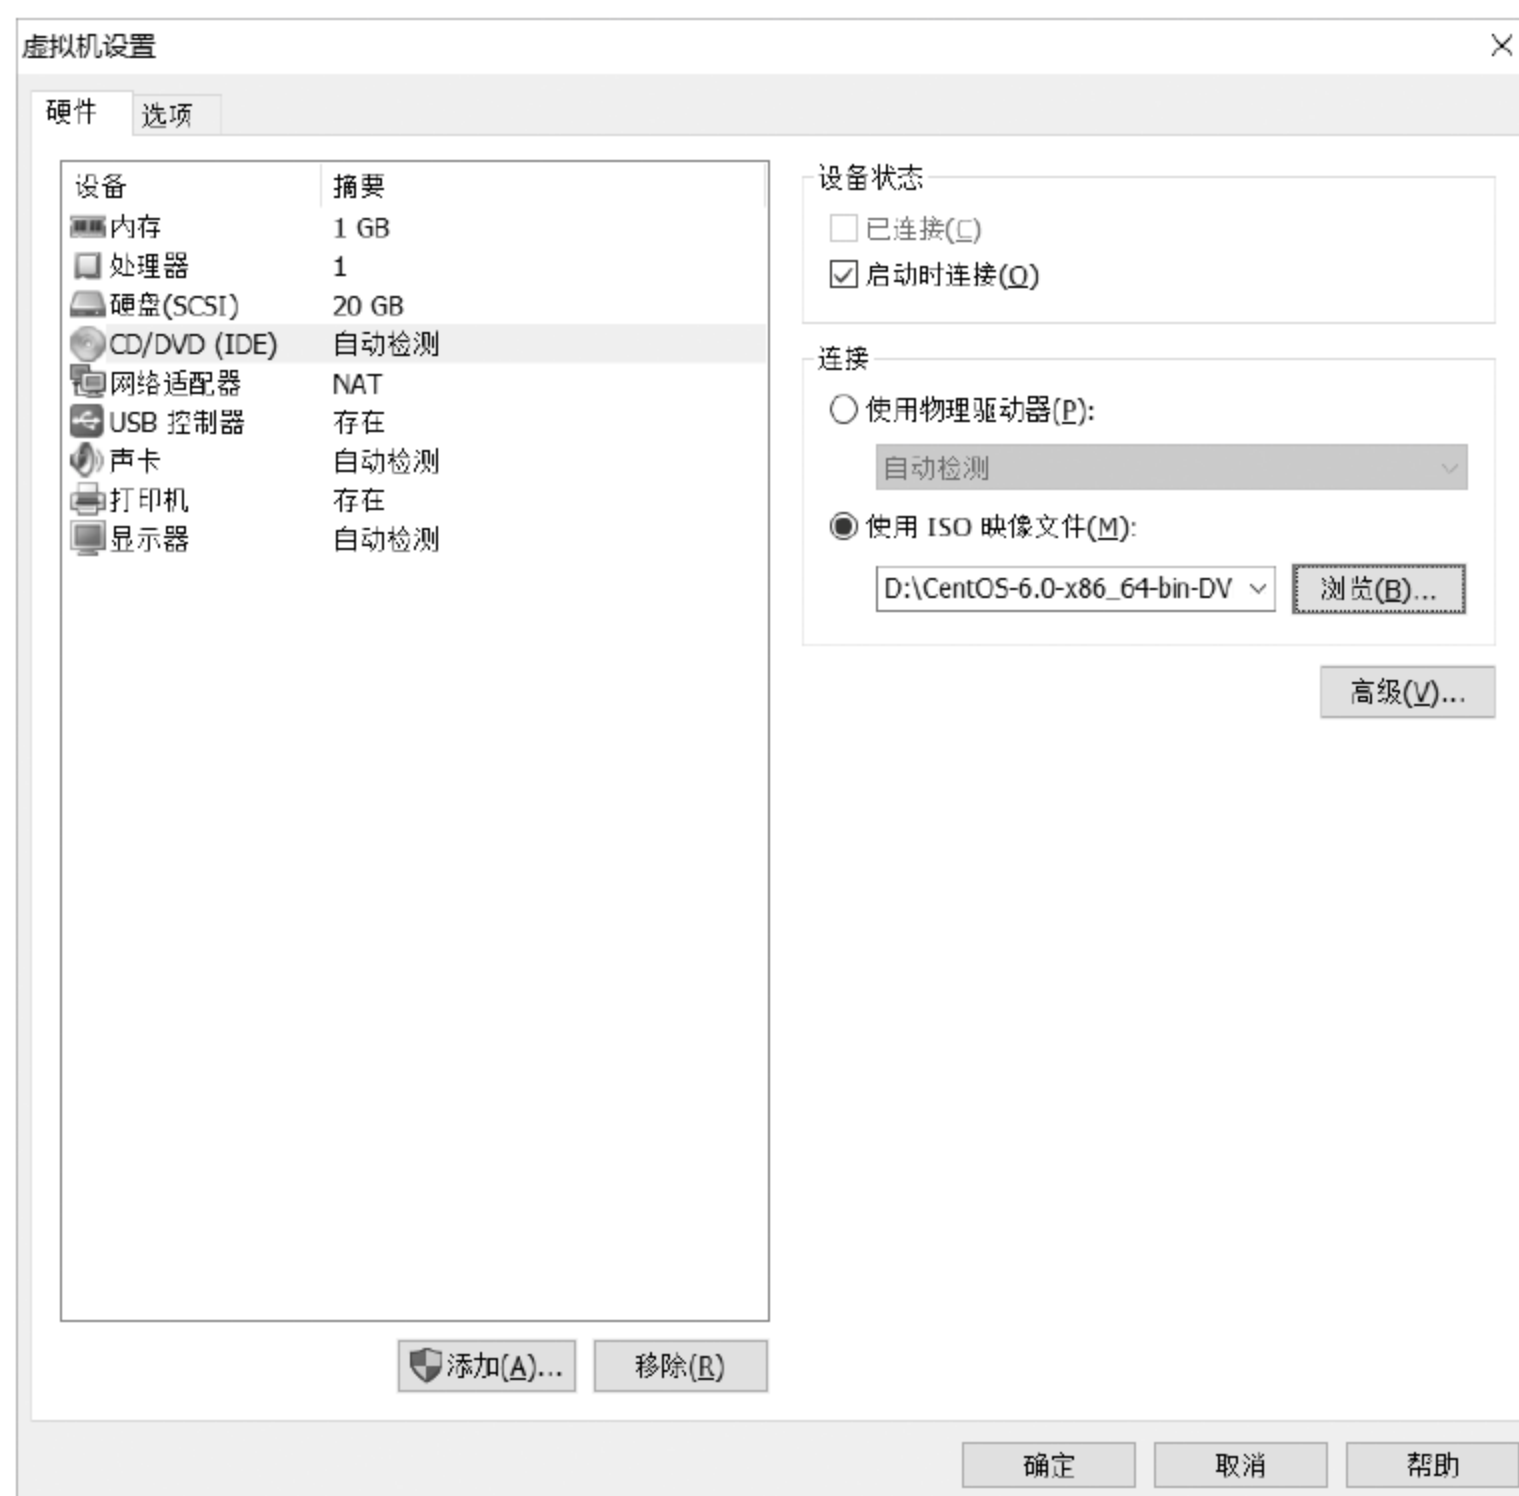 虚拟机设置
硬件 选项
设备 摘要
内存 1 GB
处理器 1
硬盘(SCSI) 20 GB
CD/DVD (IDE) 自动检测
网络适配器 NAT
USB 控制器 存在
声卡 自动检测
打印机 存在
显示器 自动检测
添加(A)... 移除(R)
设备状态
已连接(C)
启动时连接(O)
连接
使用物理驱动器(P):
自动检测
使用 ISO 映像文件(M):
D:\CentOS-6.0-x86_64-bin-DV 浏览(B)...
高级(V)...
确定 取消 帮助